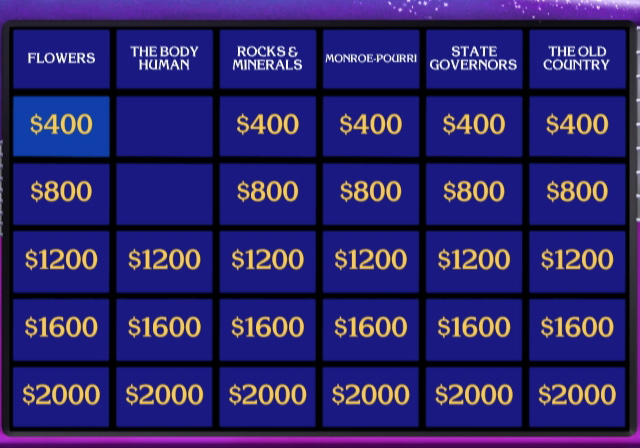 FLOWERS
THE BODY
HUMAN
ROCKS &
MINERALS
MONROE-POURRI
STATE
GOVERNORS
THE OLD
COUNTRY
$400 $400 $400 $400 $400
$800 $800 $800 $800 $800
$1200 $1200 $1200 $1200 $1200 $1200
$1600 $1600 $1600 $1600 $1600 $1600
$2000 $2000 $2000 $2000 $2000 $2000